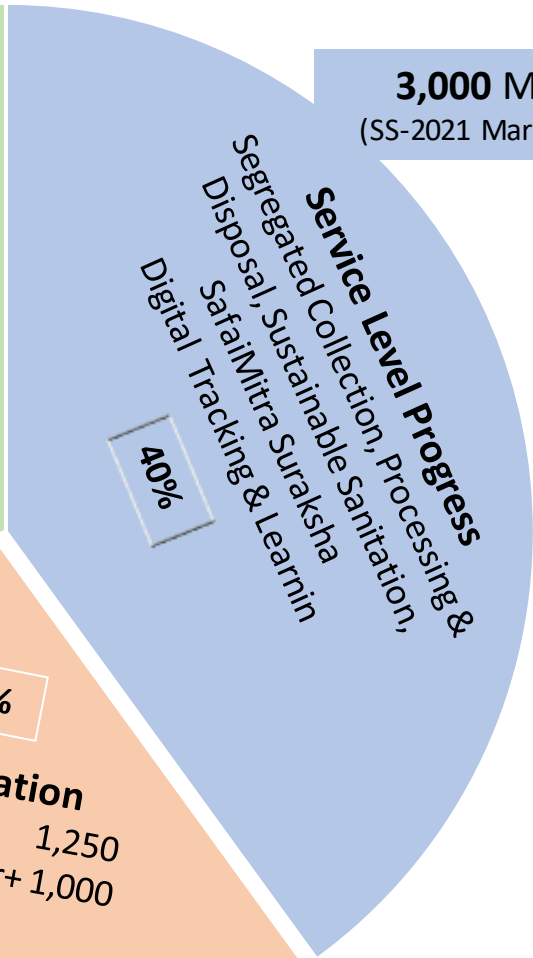 3,000 M
(SS-2021 Mar
Service Level Progress
Segregated Collection, Processing &
Disposal, Sustainable Sanitation,
SafaiMitra Suraksha
Digital Tracking & Learnin
40%
%
ation
1,250
r+ 1,000